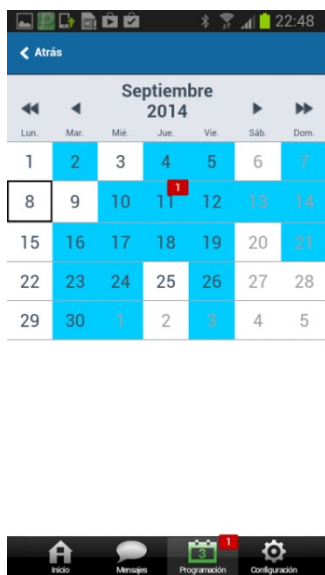 22:48
Atrás
Septiembre
2014
Lun. Mar. Mié. Jue. Vie. Sáb. Dom.
1 2 3 4 5 6 7
1
8 9 10 11 12 13 14
15 16 17 18 19 20 21
22 23 24 25 26 27 28
29 30 1 2 3 4 5
3 1
Inicio Mensajes Programación Configuración